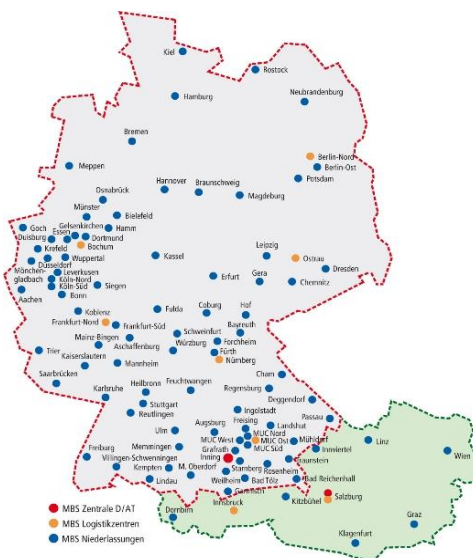 Kiel
Rostock
Neubrandenburg
Hamburg
Bremen
Berlin-Nord
Berlin-Ost
Meppen
Potsdam
Hannover
Braunschweig
Magdeburg
Osnabrück
Münster
Bielefeld
Goch
Gelsenkirchen
Hamm
Duisburg
Essen
Dortmund
Bochum
Krefeld
Wuppertal
Kassel
Leipzig
Ostrau
Düsseldorf
Dresden
Mönchen-
gladbach
Leverkusen
Köln-Nord
Siegen
Erfurt
Gera
Chemnitz
Köln-Süd
Aachen
Bonn
Koblenz
Fulda
Coburg
Hof
Frankfurt-Nord
Frankfurt-Süd
Schweinfurt
Bayreuth
Mainz-Bingen
Aschaffenburg
Forchheim
Trier
Würzburg
Fürth
Kaiserslautern
Nürnberg
Mannheim
Saarbrücken
Cham
Heilbronn
Feuchtwangen
Regensburg
Karlsruhe
Deggendorf
Stuttgart
Ingolstadt
Reutlingen
Passau
Augsburg
Freising
Landshut
Ulm
MUC Nord
Linz
MUC West
MUC Ost
Mühldorf
Freiburg
Memmingen
Grafrath
MUC Süd
Innviertel
Wien
Villingen-Schwenningen
Inning
Traunstein
Kempten
M. Oberdorf
Starnberg
Rosenheim
Lindau
Weilheim
Bad Tölz
Bad Reichenhall
Garmisch
Kitzbühel
Salzburg
Dornbirn
Innsbruck
Graz
Klagenfurt
MBS Zentrale D/AT
MBS Logistikzentren
MBS Niederlassungen